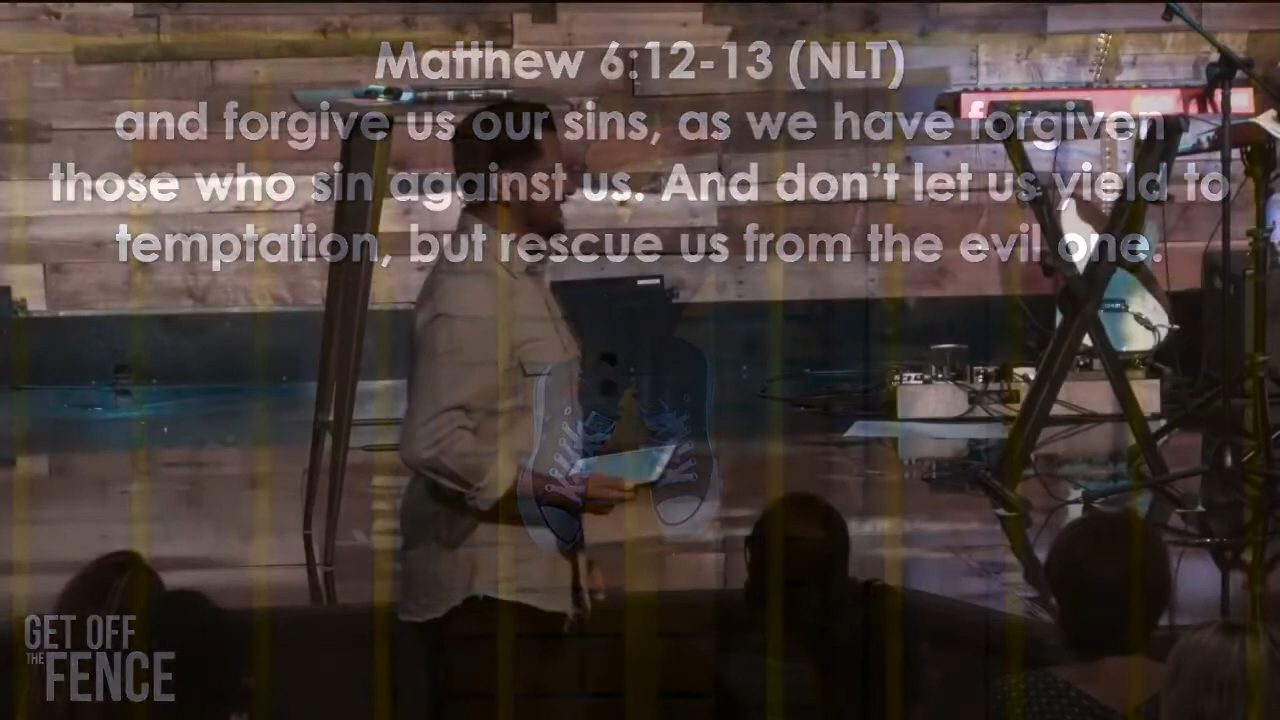 Matthew 6:12-13 (NLT)
and forgive us our sins, as we have forgiven
those who sin against us. And don't let us yield to
temptation, but rescue us from the evil one.
GET OFF
THE FENCE